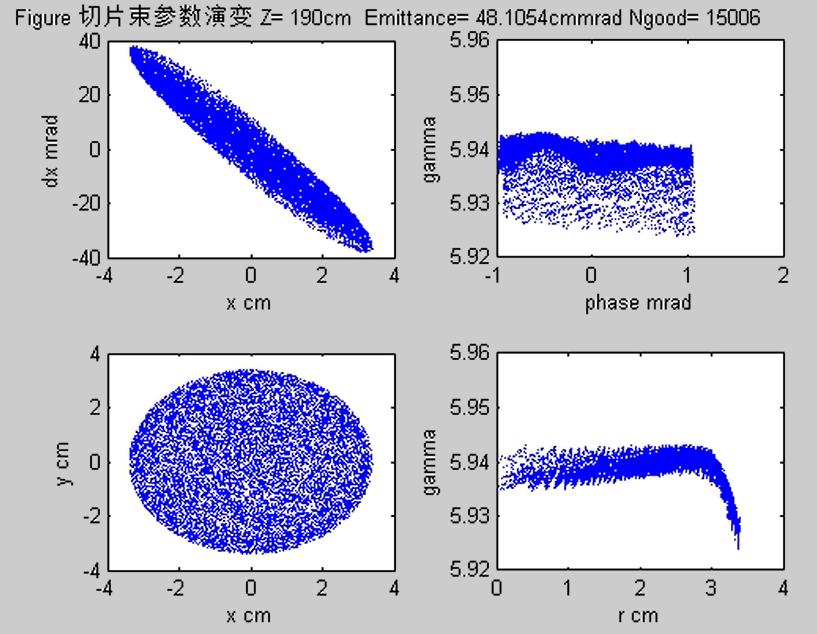 Figure 切片束参数演变 Z= 190cm Emittance= 48.1054cmmrad Ngood= 15006
40
20
0
-20
-40
dx mrad
-4 -2 0 2 4
x cm
5.96
5.95
5.94
5.93
5.92
gamma
-1 0 1 2
phase mrad
4
2
0
-2
-4
y cm
-4 -2 0 2 4
x cm
5.96
5.95
5.94
5.93
5.92
gamma
0 1 2 3 4
r cm